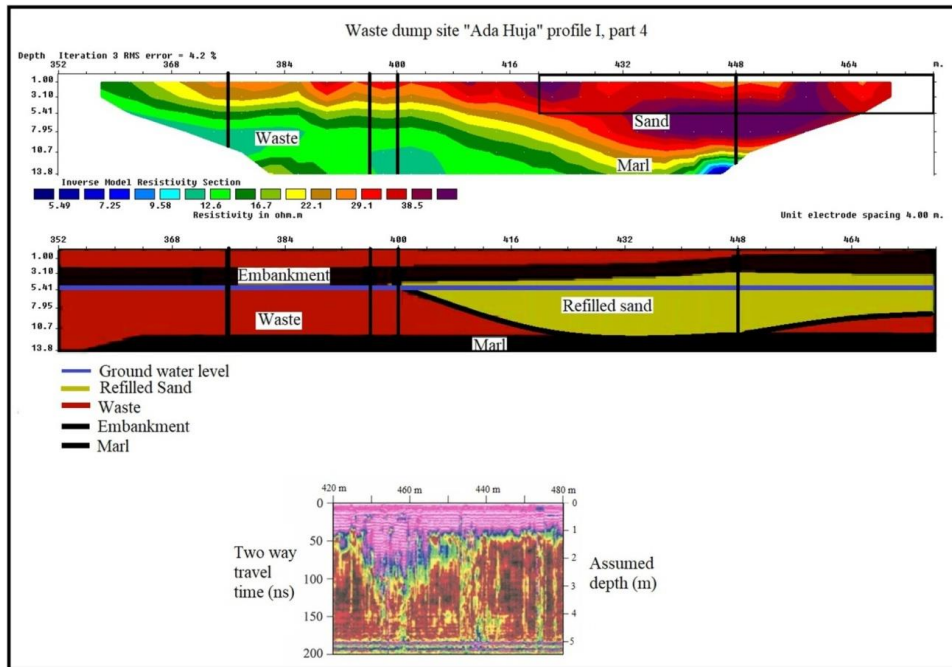 Waste dump site "Ada Huja" profile I, part 4
Depth Iteration 3 RMS error = 4.2 %
352 368 384 400 416 432 448 464 m.
1.00
3.10
5.41
7.95
10.7
13.8
Waste
Sand
Marl
Inverse Model Resistivity Section
5.49 7.25 9.58 12.6 16.7 22.1 29.1 38.5
Resistivity in ohm.m
Unit electrode spacing 4.00 m.
352 368 384 400 416 432 448 464
1.00
3.10
5.41
7.95
10.7
13.8
Embankment
Waste
Refilled sand
Marl
Ground water level
Refilled Sand
Waste
Embankment
Marl
420 m 460 m 440 m 480 m
0
50
100
150
200
Two way
travel
time (ns)
0
1
2
3
4
5
Assumed
depth (m)